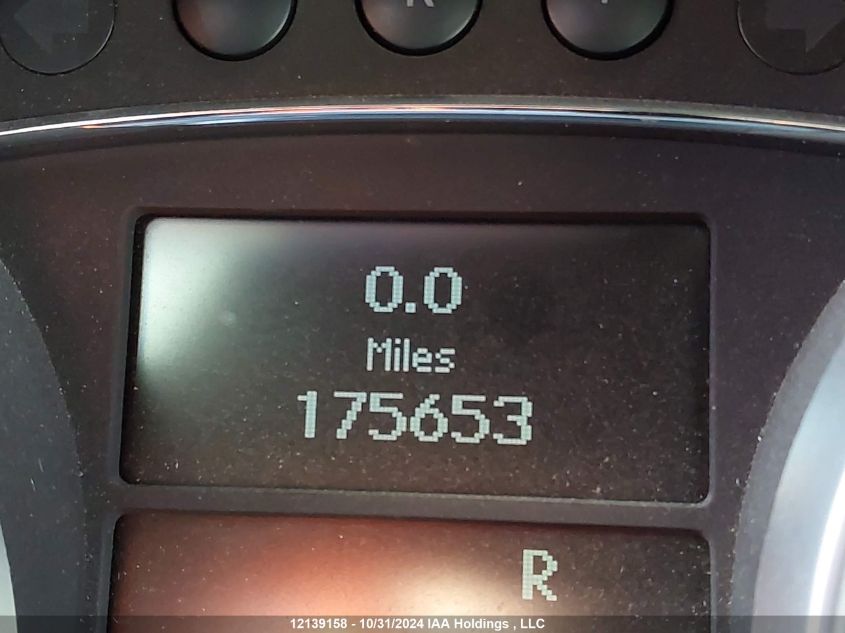 0.0
Miles
175653
R
12139158 - 10/31/2024 IAA Holdings , LLC